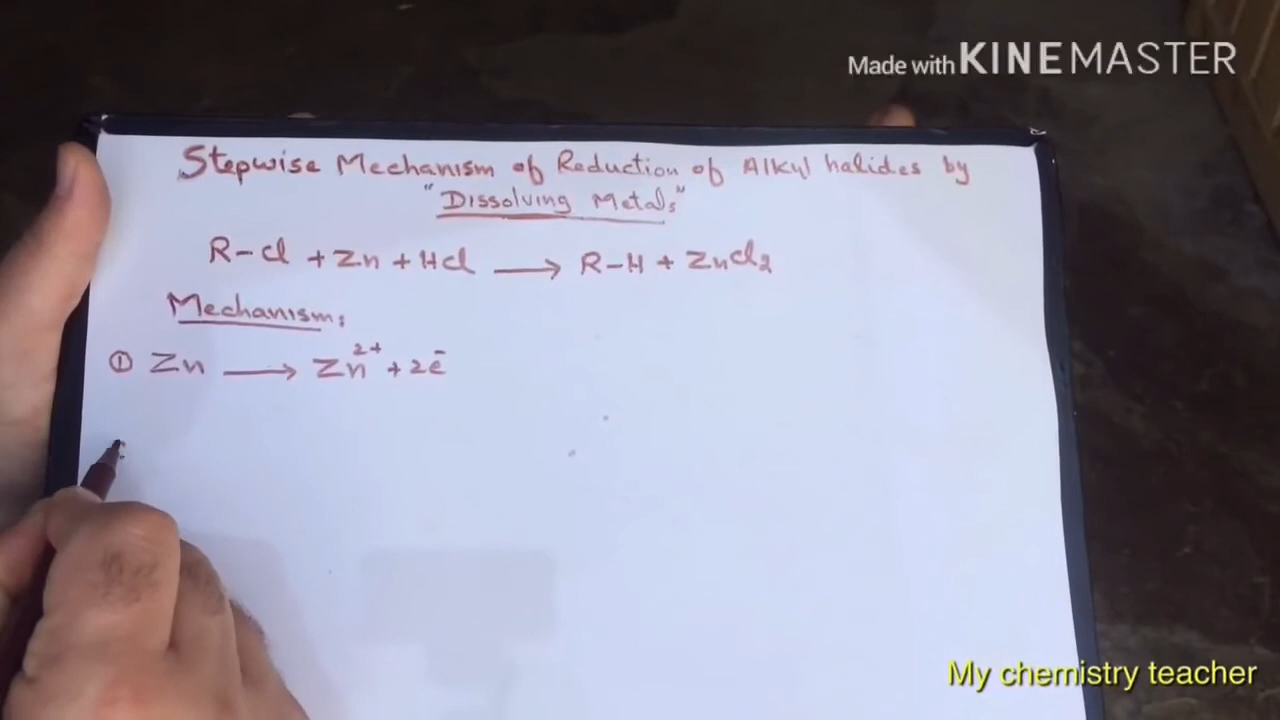 Made with KINEMASTER
Stepwise Mechanism of Reduction of Alkyl halides by
"Dissolving Metals"
R-Cl + Zn + HCl ⟶ R-H + ZnCl₂
Mechanism:
① Zn ⟶ Zn²⁺ + 2e⁻
My chemistry teacher